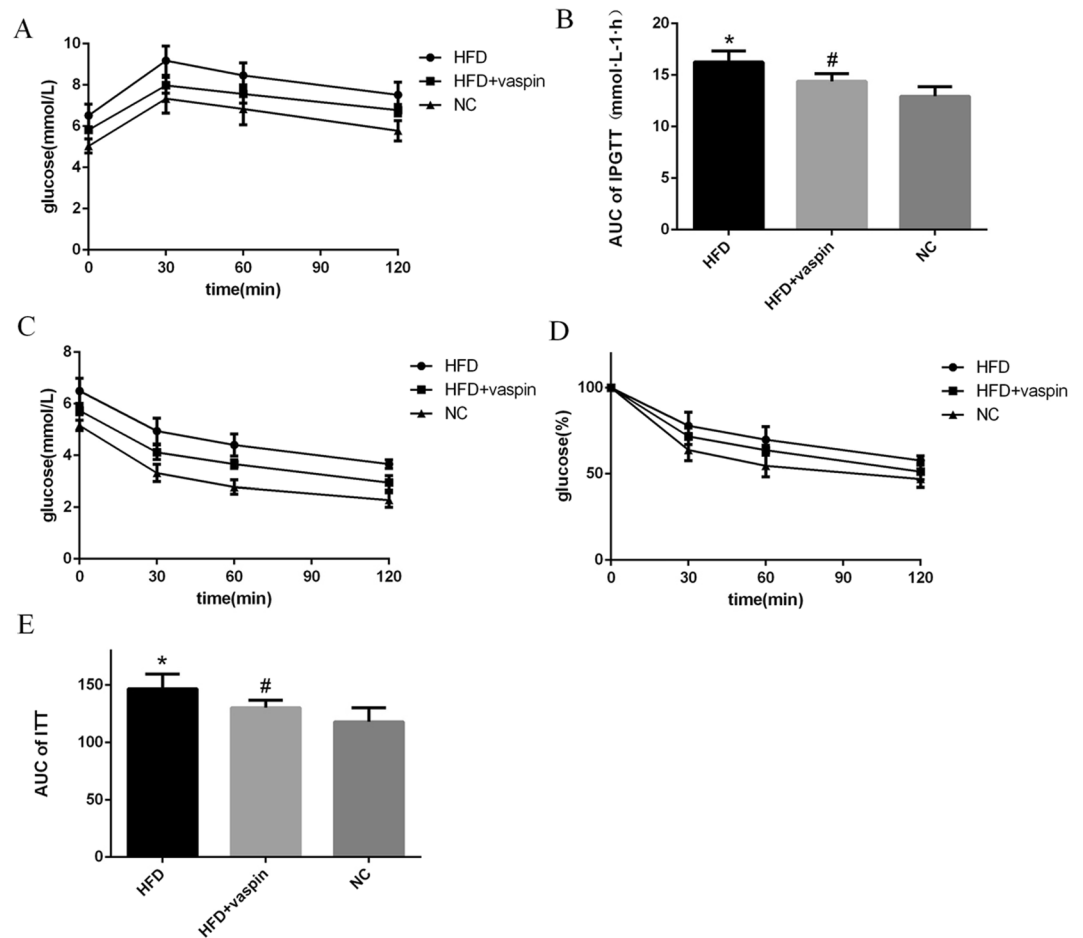 A
10
8
6
4
2
0
glucose(mmol/L)
0 30 60 90 120
time(min)
HFD
HFD+vaspin
NC
B
20
15
10
5
0
AUC of IPGTT (mmol·L-1·h)
*
#
HFD
HFD+vaspin
NC
C
8
6
4
2
0
glucose(mmol/L)
0 30 60 90 120
time(min)
HFD
HFD+vaspin
NC
D
100
50
0
glucose(%)
0 30 60 90 120
time(min)
HFD
HFD+vaspin
NC
E
150
100
50
0
AUC of ITT
*
#
HFD
HFD+vaspin
NC